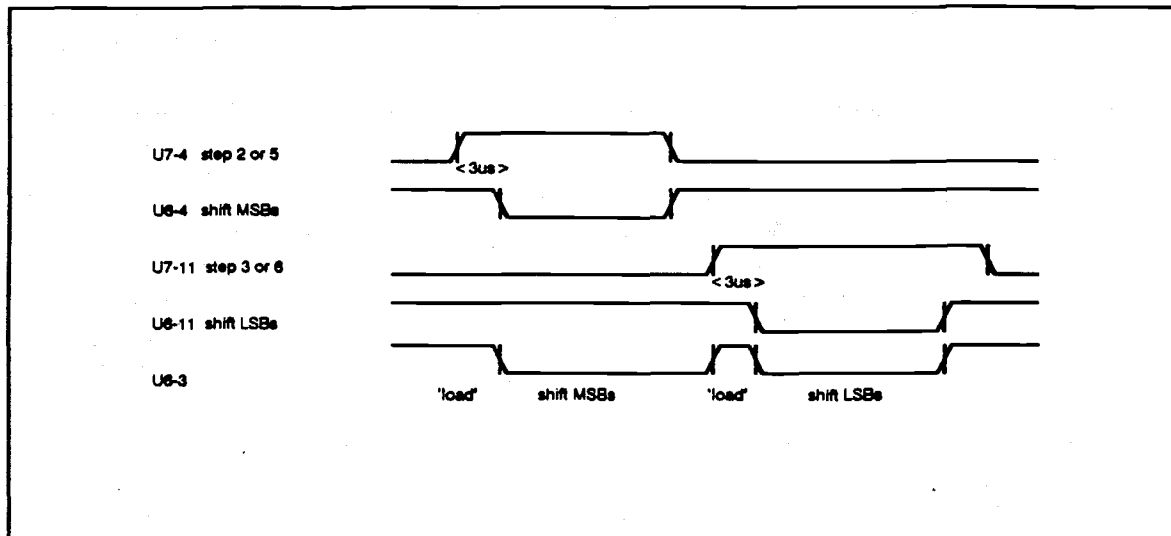 U7-4 step 2 or 5
< 3us >
U6-4 shift MSBs
U7-11 step 3 or 6
< 3us >
U6-11 shift LSBs
U6-3
'load' shift MSBs 'load' shift LSBs